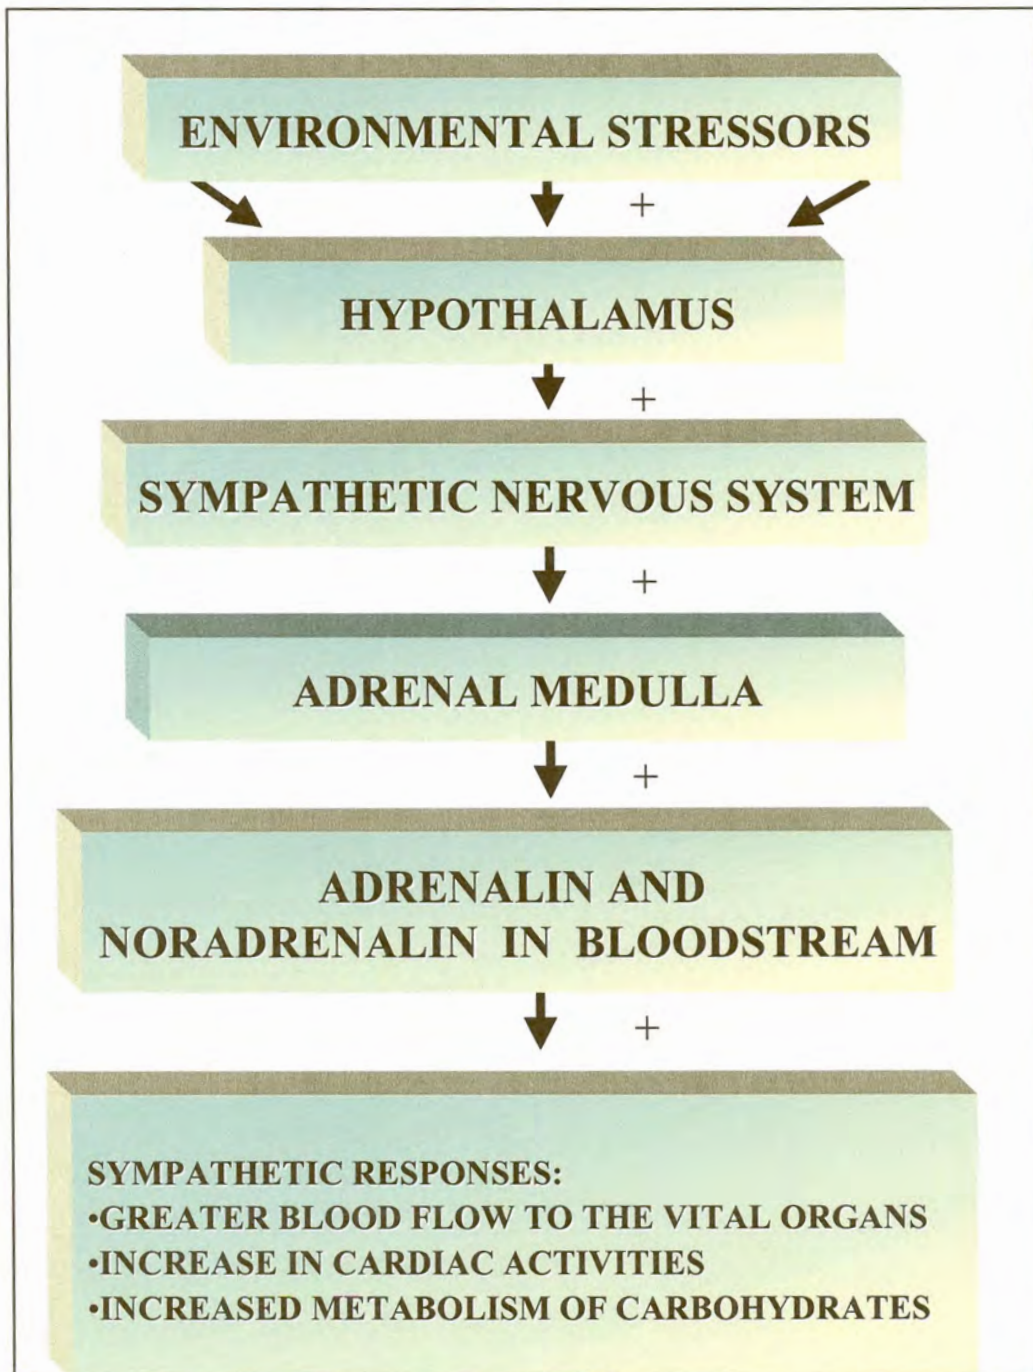 ENVIRONMENTAL STRESSORS
+
HYPOTHALAMUS
+
SYMPATHETIC NERVOUS SYSTEM
+
ADRENAL MEDULLA
+
ADRENALIN AND
NORADRENALIN IN BLOODSTREAM
+
SYMPATHETIC RESPONSES:
•GREATER BLOOD FLOW TO THE VITAL ORGANS
•INCREASE IN CARDIAC ACTIVITIES
•INCREASED METABOLISM OF CARBOHYDRATES